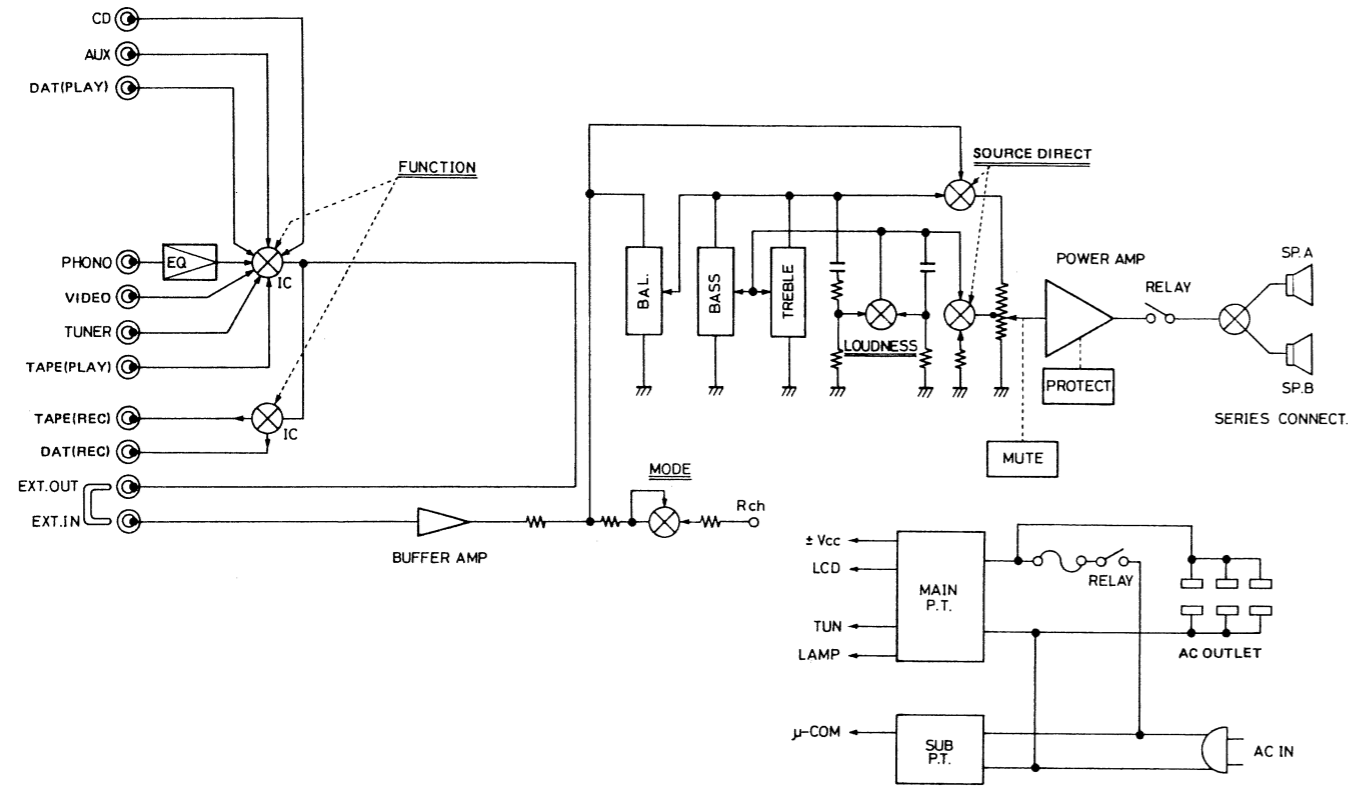 CD
AUX
DAT(PLAY)
FUNCTION
PHONO
EQ
IC
VIDEO
TUNER
TAPE(PLAY)
TAPE(REC)
IC
DAT(REC)
EXT.OUT
EXT.IN
BUFFER AMP
MODE
Rch
SOURCE DIRECT
BAL.
BASS
TREBLE
LOUDNESS
POWER AMP
RELAY
PROTECT
MUTE
SP.A
SP.B
SERIES CONNECT.
± Vcc
LCD
TUN
LAMP
MAIN
P.T.
RELAY
AC OUTLET
μ-COM
SUB
P.T.
AC IN